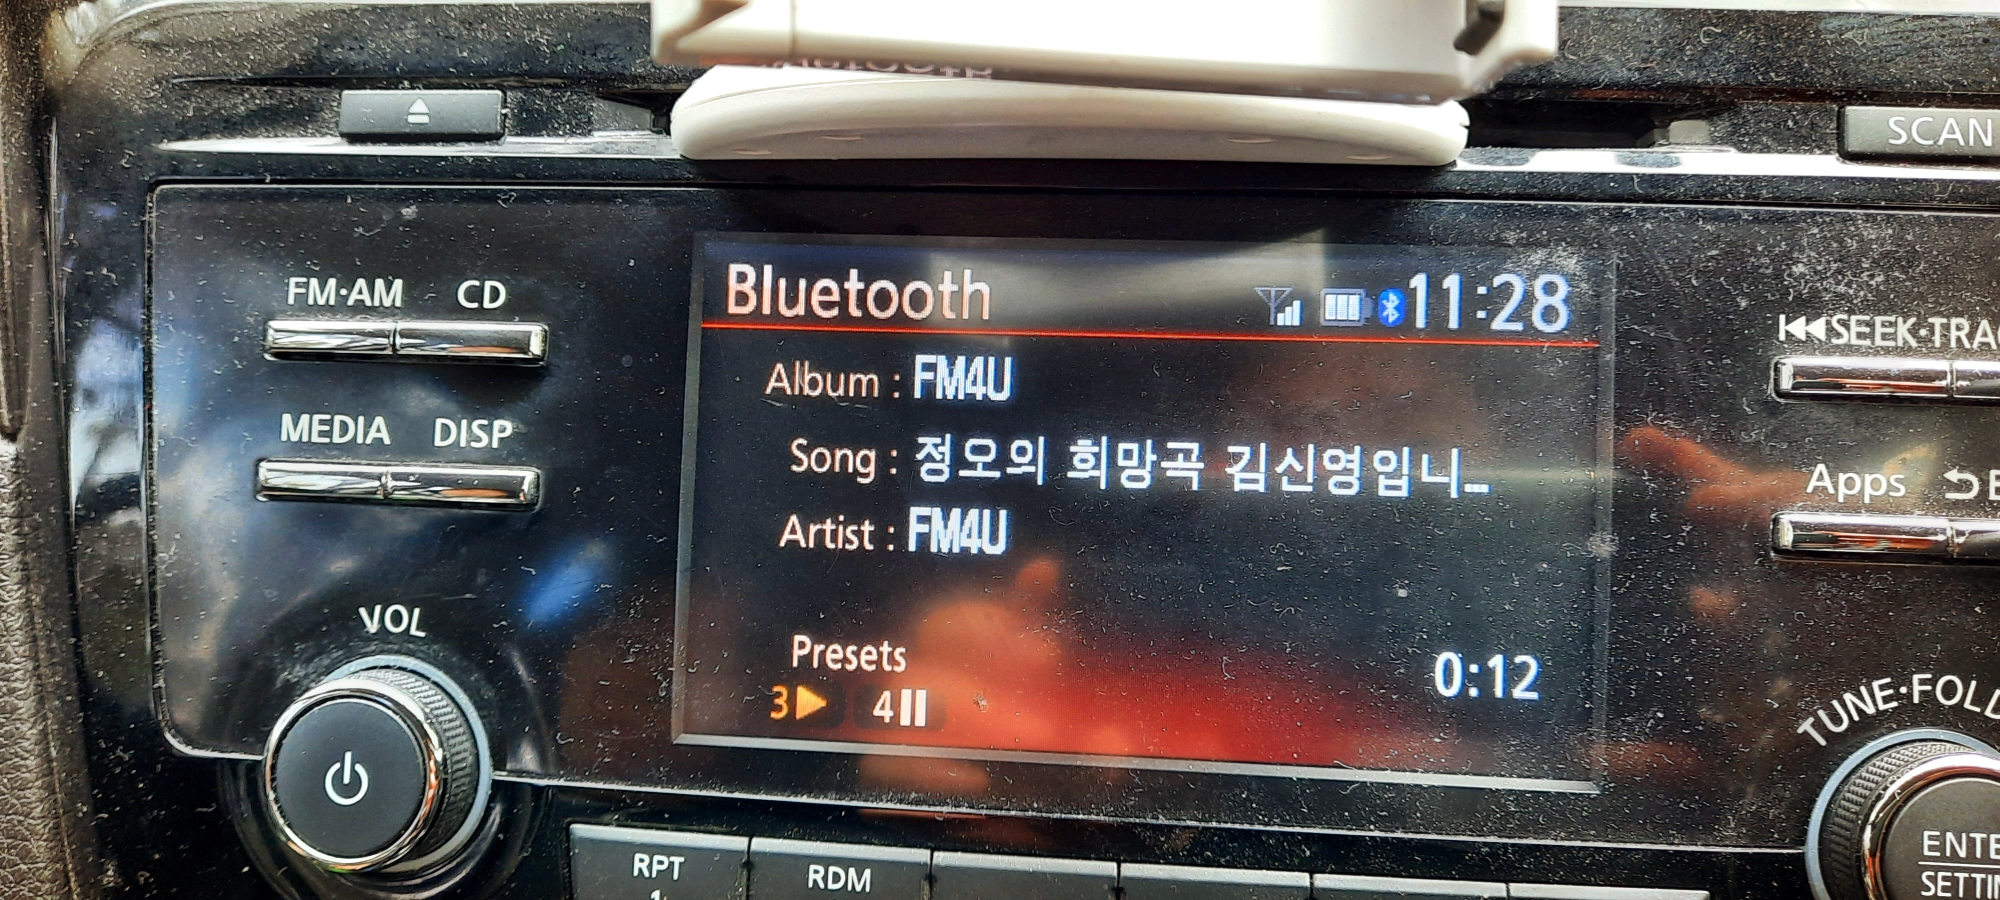 SCAN
FM·AM CD
Bluetooth 11:28
SEEK·TRAC
Album : FM4U
MEDIA DISP
Song : 정오의 희망곡 김신영입니...
Apps
Artist : FM4U
VOL
Presets
0:12
3 4
TUNE·FOLD
RPT
1
RDM
ENTE
SETTIN